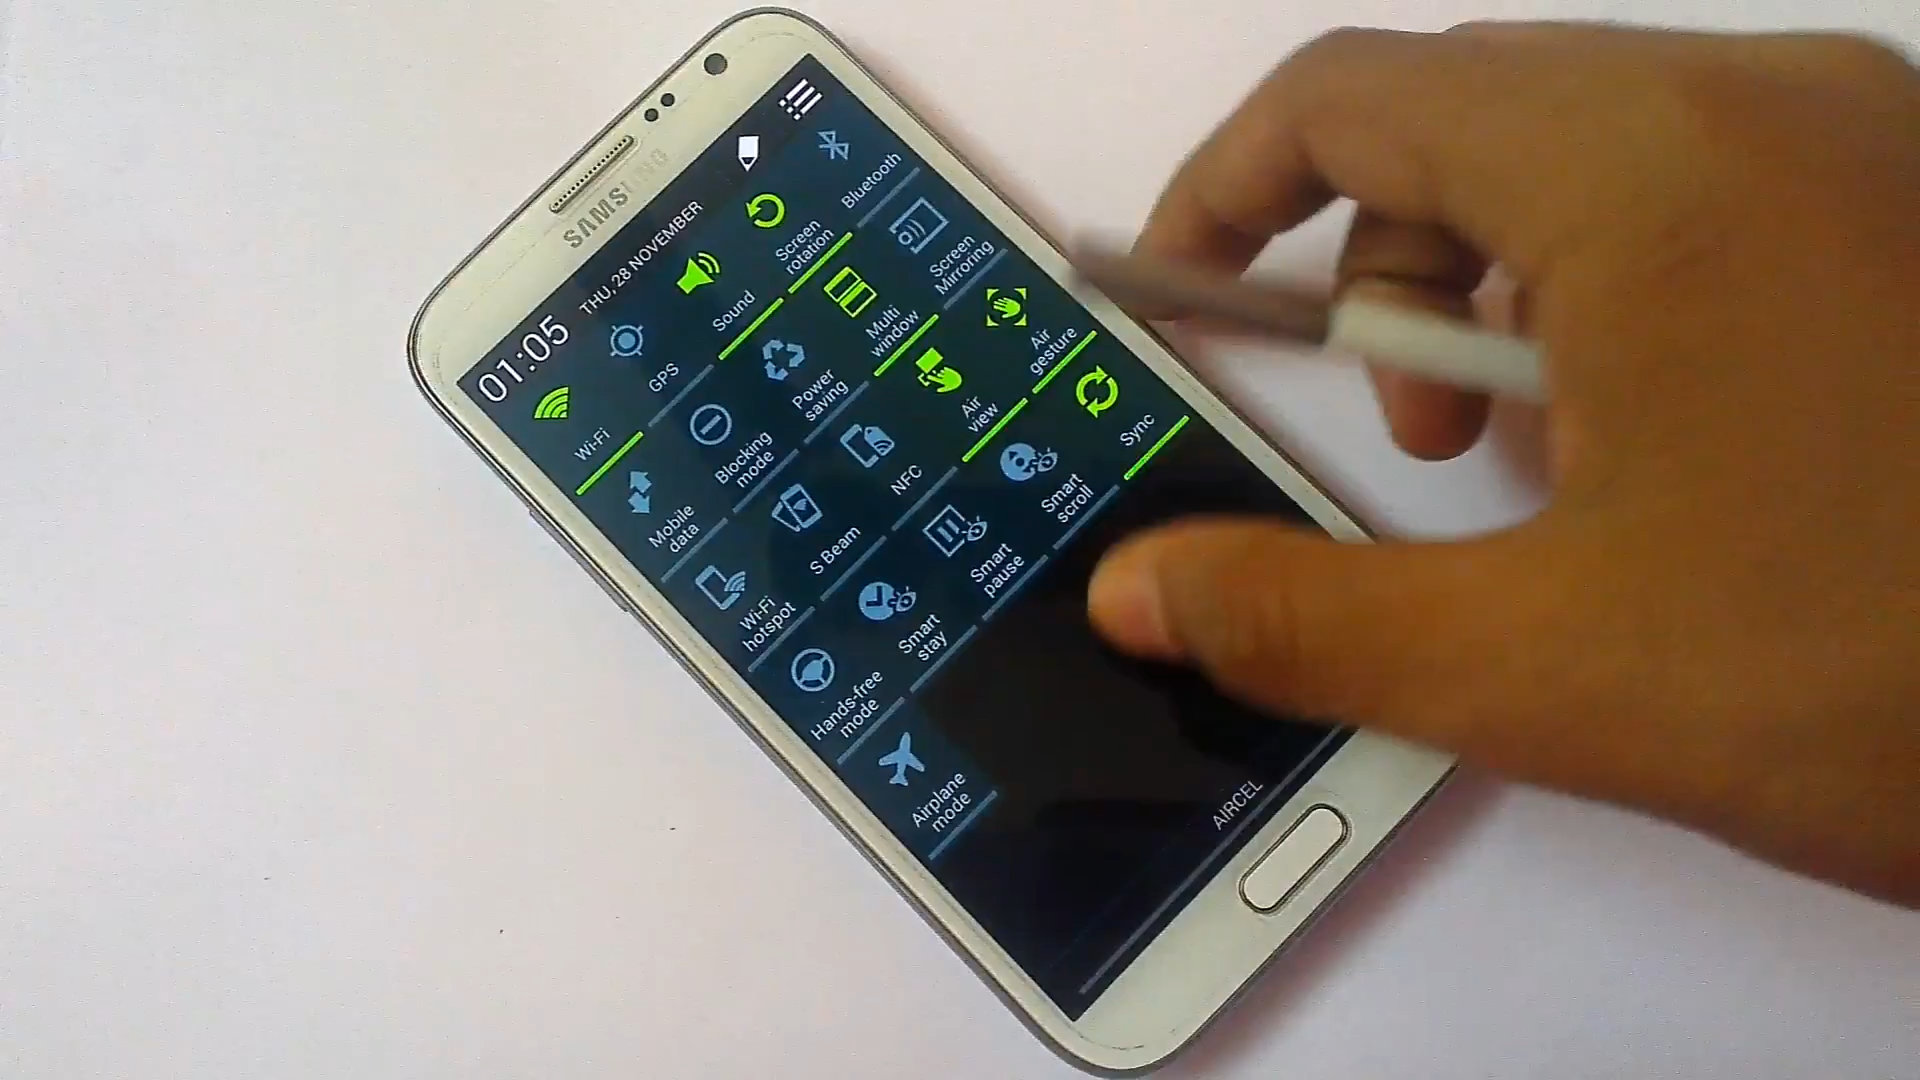 SAMSUNG
01:05 THU, 28 NOVEMBER
Wi-Fi
GPS
Sound
Screen
rotation
Bluetooth
Mobile
data
Blocking
mode
Power
saving
Multi
window
Screen
Mirroring
Wi-Fi
hotspot
S Beam
NFC
Air
view
Air
gesture
Hands-free
mode
Smart
stay
Smart
pause
Smart
scroll
Sync
Airplane
mode
AIRCEL